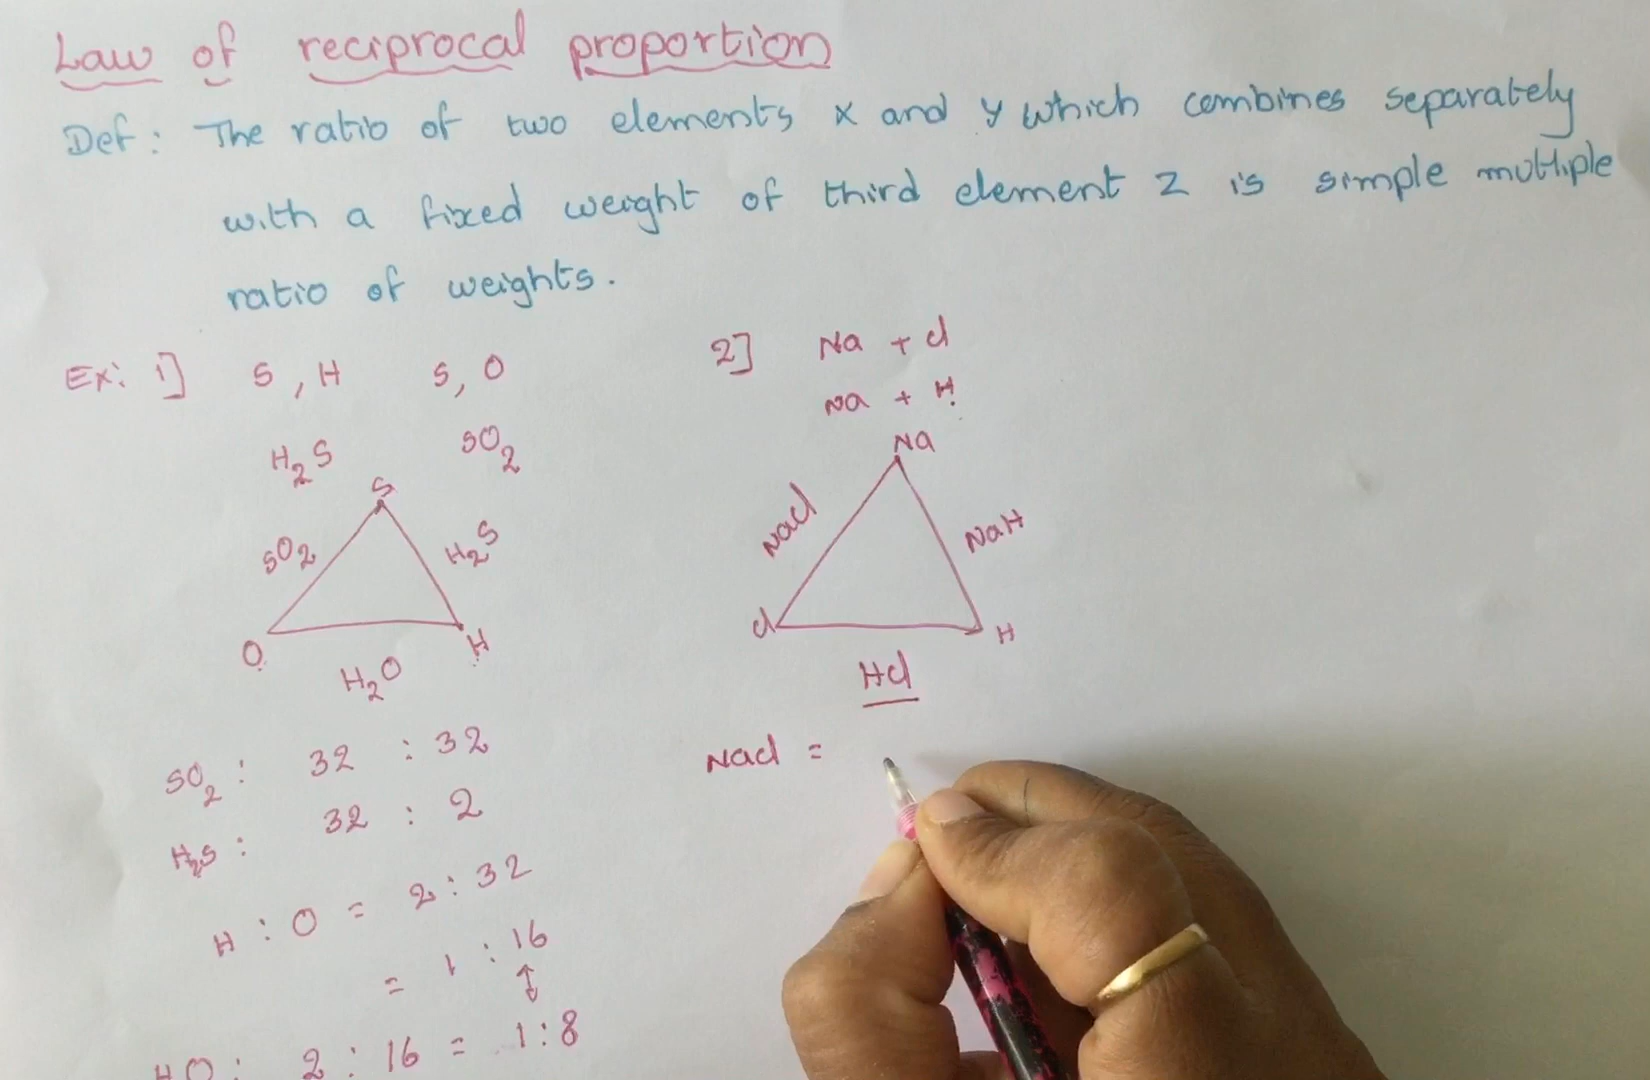 Law of reciprocal proportion
Def: The ratio of two elements x and y which combines separately
with a fixed weight of third element z is simple multiple
ratio of weights.
Ex: 1] S, H S, O
H₂S SO₂
S
SO₂ H₂S
O H
H₂O
SO₂ : 32 : 32
H₂S : 32 : 2
H : O = 2 : 32
= 1 : 16
↕
H O : 2 : 16 = 1 : 8
2] Na + Cl
Na + H
Na
NaCl NaH
Cl H
HCl
NaCl =